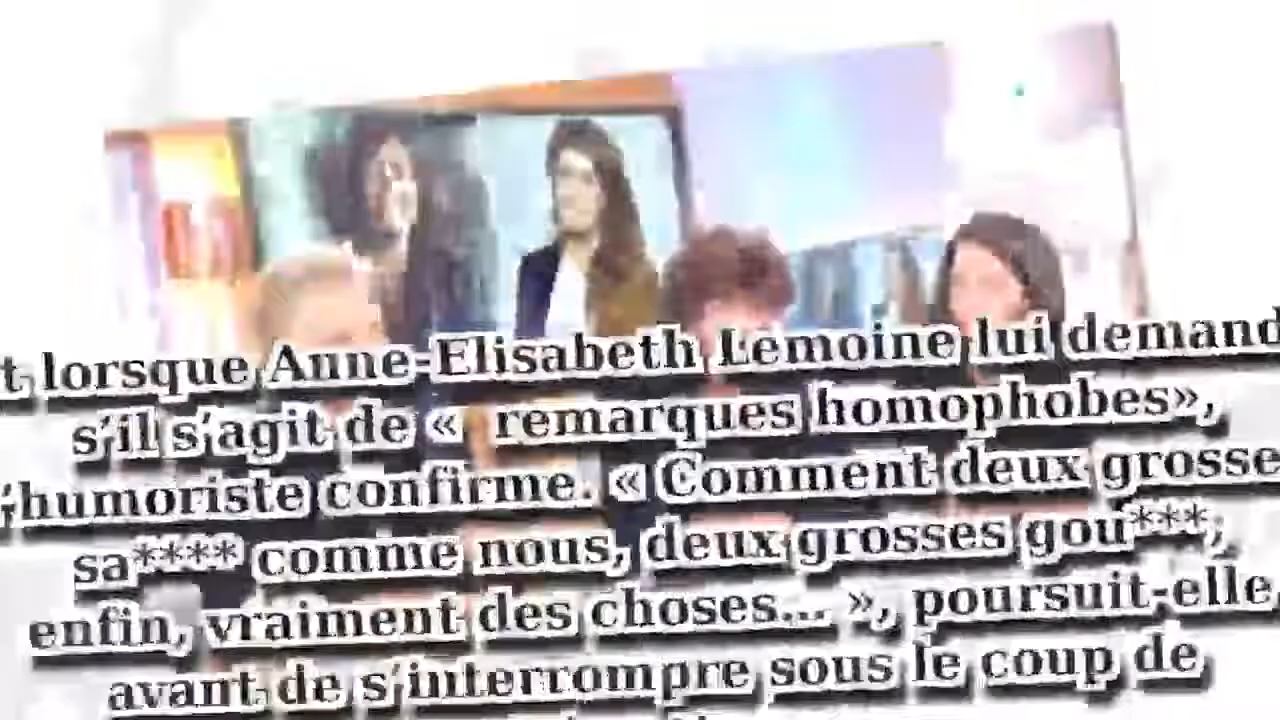 t lorsque Anne-Elisabeth Lemoine lui demand
s'il s'agit de « remarques homophobes»,
'humoriste confirme. « Comment deux grosse
sa**** comme nous, deux grosses gou***,
enfin, vraiment des choses... », poursuit-elle
avant de s'interrompre sous le coup de